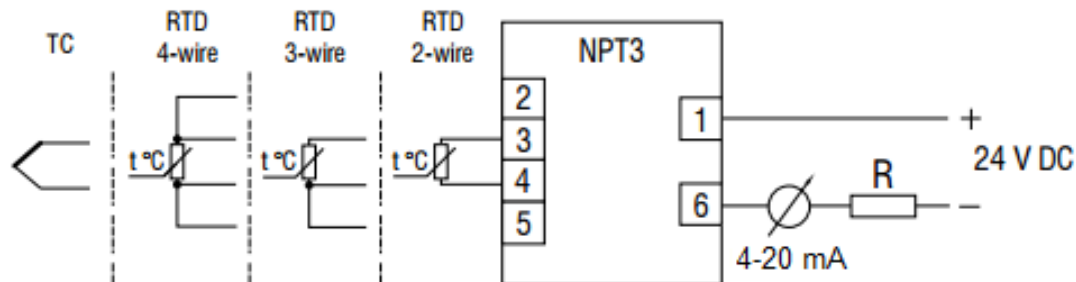 TC
RTD
4-wire
RTD
3-wire
RTD
2-wire
NPT3
t °C
t °C
t °C
2
3
4
5
1
6
+
24 V DC
R
−
4-20 mA